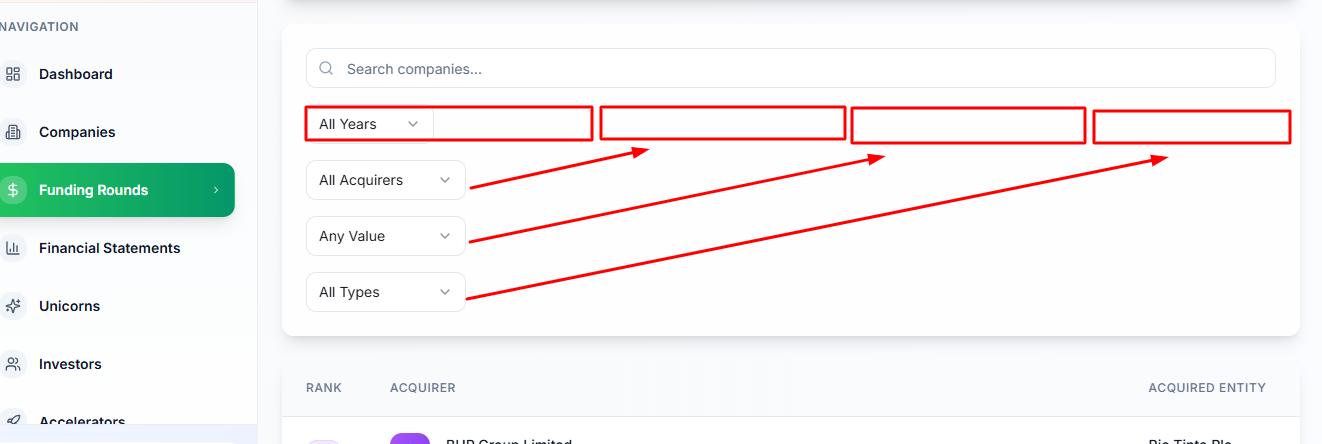 NAVIGATION
Dashboard
Companies
Funding Rounds
Financial Statements
Unicorns
Investors
Accelerators
Search companies...
All Years
All Acquirers
Any Value
All Types
RANK ACQUIRER ACQUIRED ENTITY
BHP Group Limited Rio Tinto Plc